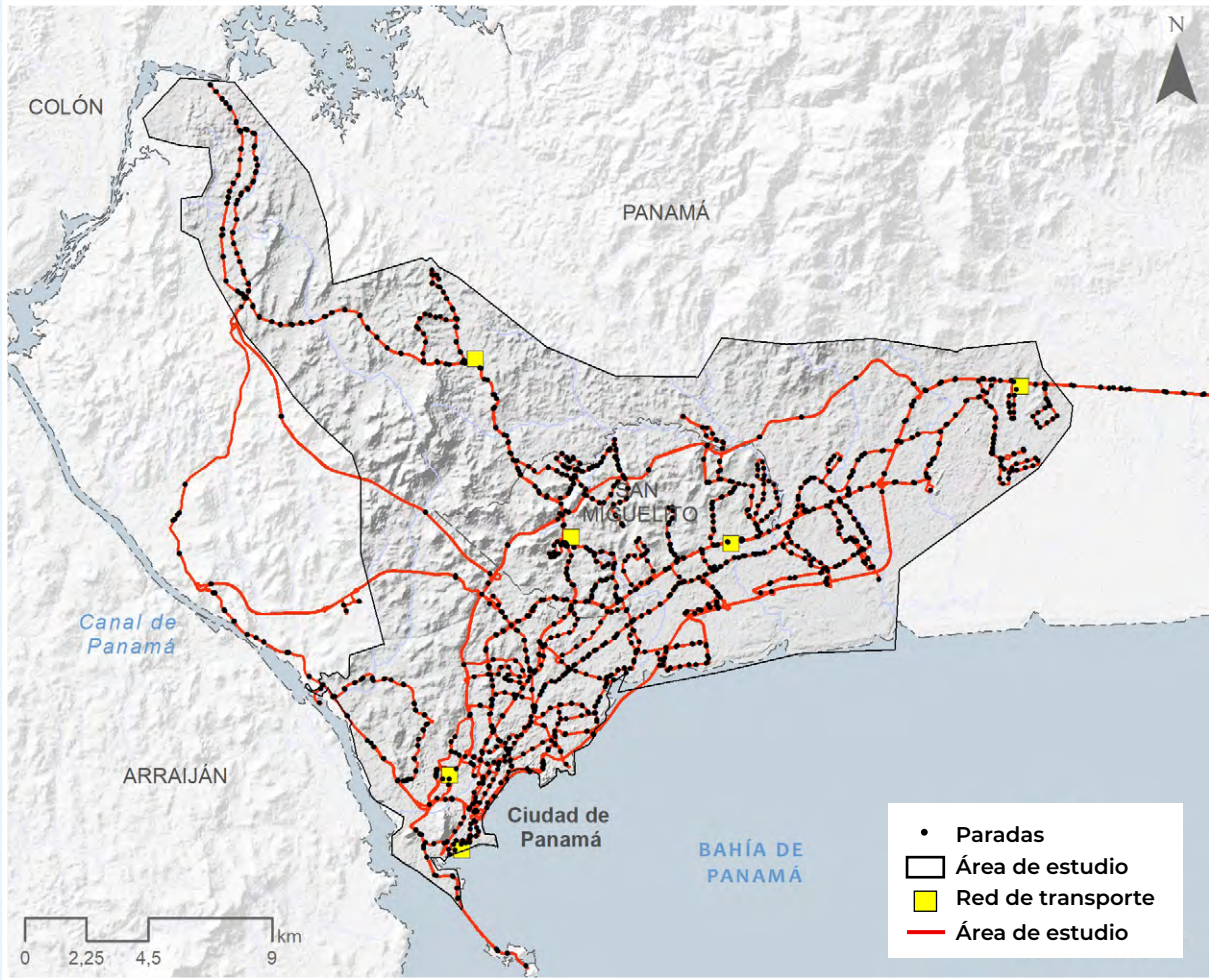 N
COLÓN
PANAMÁ
SAN
MIGUELITO
Canal de
Panamá
ARRAIJÁN
Ciudad de
Panamá
BAHÍA DE
PANAMÁ
Paradas
Área de estudio
Red de transporte
Área de estudio
km
0 2,25 4,5 9